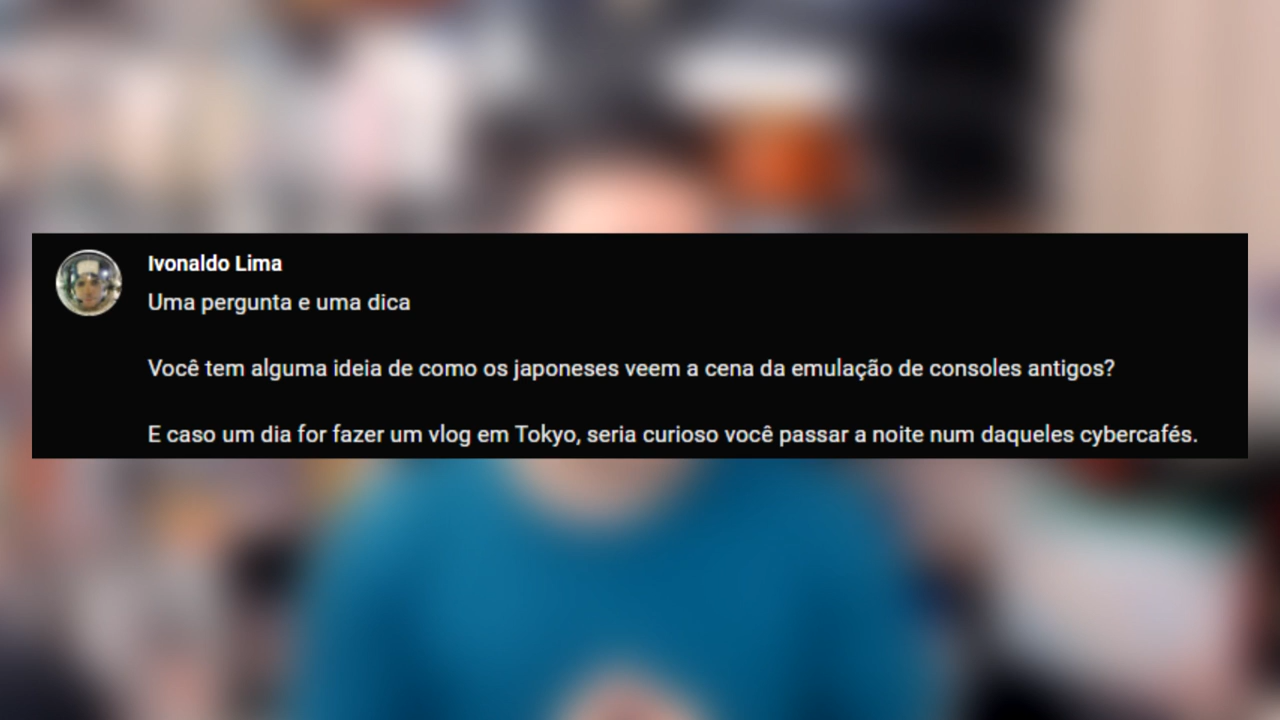 Ivonaldo Lima
Uma pergunta e uma dica
Você tem alguma ideia de como os japoneses veem a cena da emulação de consoles antigos?
E caso um dia for fazer um vlog em Tokyo, seria curioso você passar a noite num daqueles cybercafés.